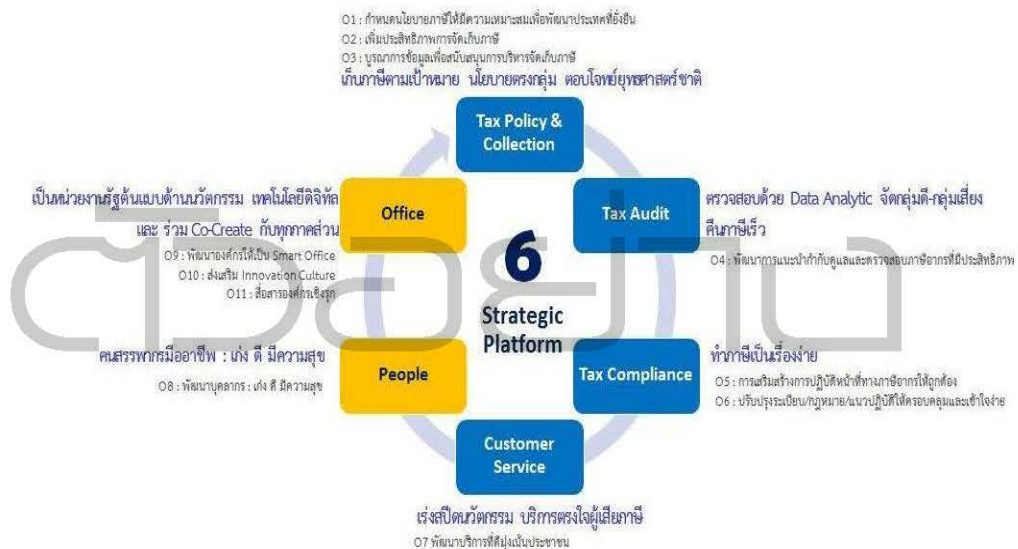 O1 : กำหนดนโยบายภาษีให้มีความเหมาะสมเพื่อพัฒนาประเทศที่ยั่งยืน
O2 : เพิ่มประสิทธิภาพการจัดเก็บภาษี
O3 : บูรณาการข้อมูลเพื่อสนับสนุนการบริหารจัดเก็บภาษี
เก็บภาษีตามเป้าหมาย นโยบายตรงกลุ่ม ตอบโจทย์ยุทธศาสตร์ชาติ
Tax Policy &
Collection
เป็นหน่วยงานรัฐต้นแบบด้านนวัตกรรม เทคโนโลยีดิจิทัล
และ ร่วม Co-Create กับทุกภาคส่วน
O9 : พัฒนาองค์กรให้เป็น Smart Office
O10 : ส่งเสริม Innovation Culture
O11 : สื่อสารองค์กรเชิงรุก
Office
Tax Audit
ตรวจสอบด้วย Data Analytic จัดกลุ่มดี-กลุ่มเสี่ยง
คืนภาษีเร็ว
O4 : พัฒนาการแนะนำกำกับดูแลและตรวจสอบภาษีอากรที่มีประสิทธิภาพ
6
Strategic
Platform
ตัวอย่าง
คนสรรพากรมืออาชีพ : เก่ง ดี มีความสุข
O8 : พัฒนาบุคลากร : เก่ง ดี มีความสุข
People
Tax Compliance
ทำภาษีเป็นเรื่องง่าย
O5 : การเสริมสร้างการปฏิบัติหน้าที่ทางภาษีอากรให้ถูกต้อง
O6 : ปรับปรุงระเบียบ/กฎหมาย/แนวปฏิบัติให้ครอบคลุมและเข้าใจง่าย
Customer
Service
เร่งสปีดนวัตกรรม บริการตรงใจผู้เสียภาษี
O7 พัฒนาบริการที่ดีมุ่งเน้นประชาชน